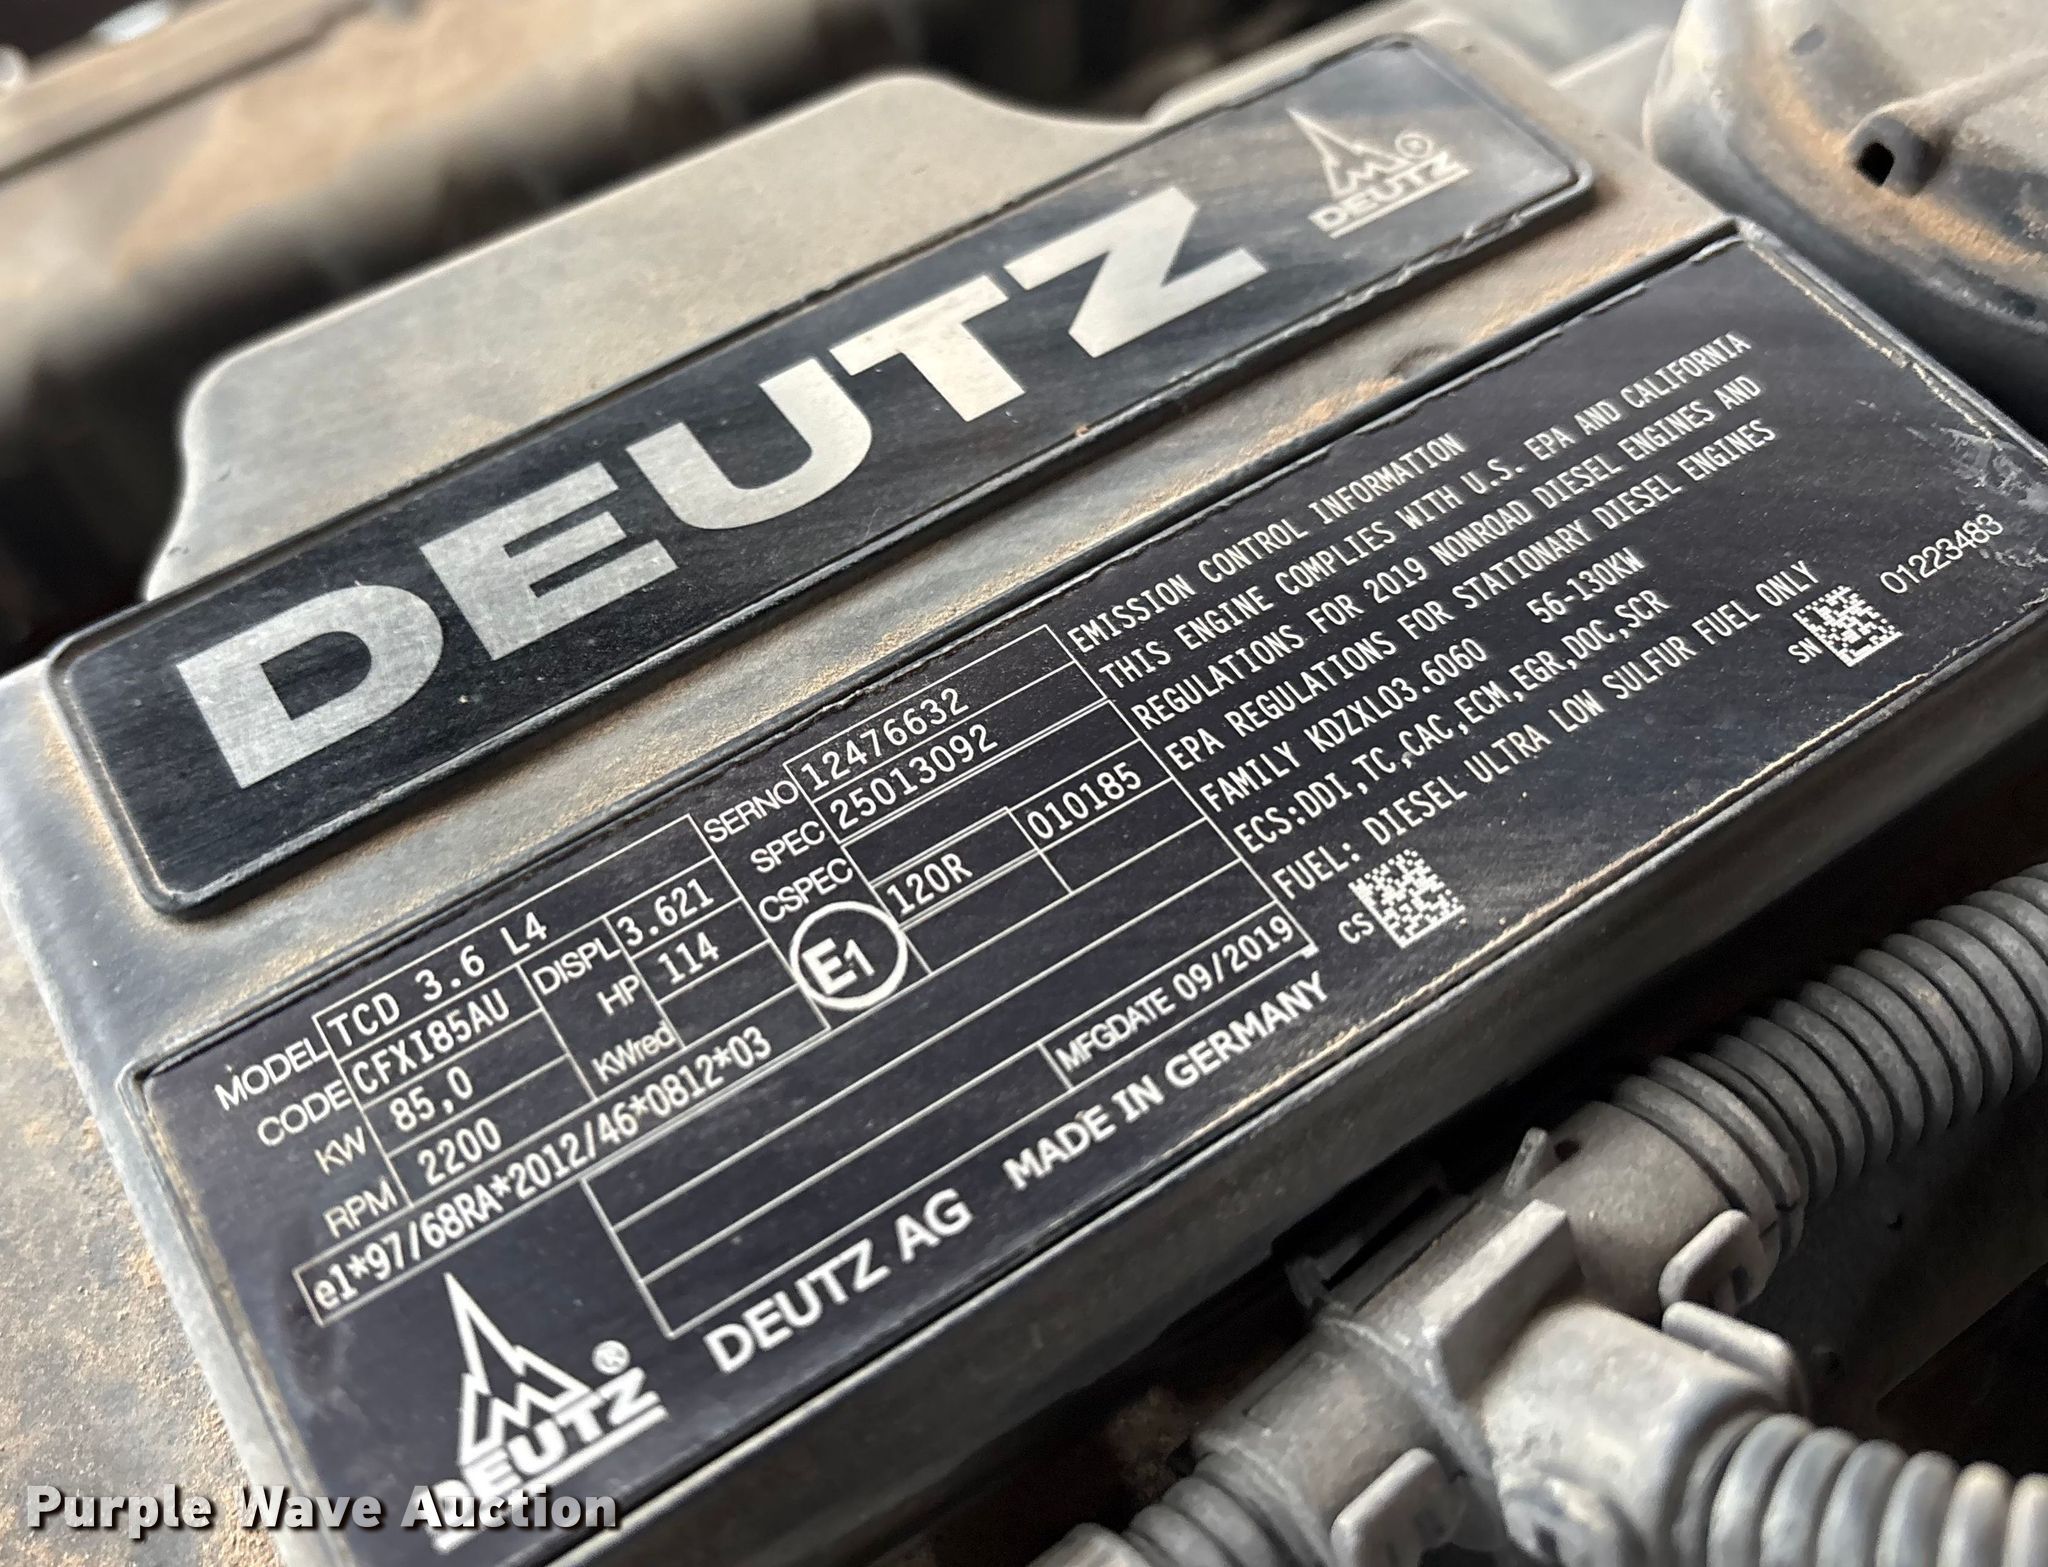 DEUTZ
DEUTZ ®
MODEL TCD 3.6 L4
CODE CFXI85AU DISPL 3.621
KW 85,0 HP 114
RPM 2200 KWred
e1*97/68RA*2012/46*0812*03
SERNO 12476632
SPEC 25013092
CSPEC
E1 120R 010185
MFGDATE 09/2019
DEUTZ AG MADE IN GERMANY
DEUTZ ®
EMISSION CONTROL INFORMATION
THIS ENGINE COMPLIES WITH U.S. EPA AND CALIFORNIA
REGULATIONS FOR 2019 NONROAD DIESEL ENGINES AND
EPA REGULATIONS FOR STATIONARY DIESEL ENGINES
FAMILY KDZXL03.6060 56-130KW
ECS:DDI,TC,CAC,ECM,EGR,DOC,SCR
FUEL: DIESEL ULTRA LOW SULFUR FUEL ONLY
CS SN 01223483
Purple Wave Auction